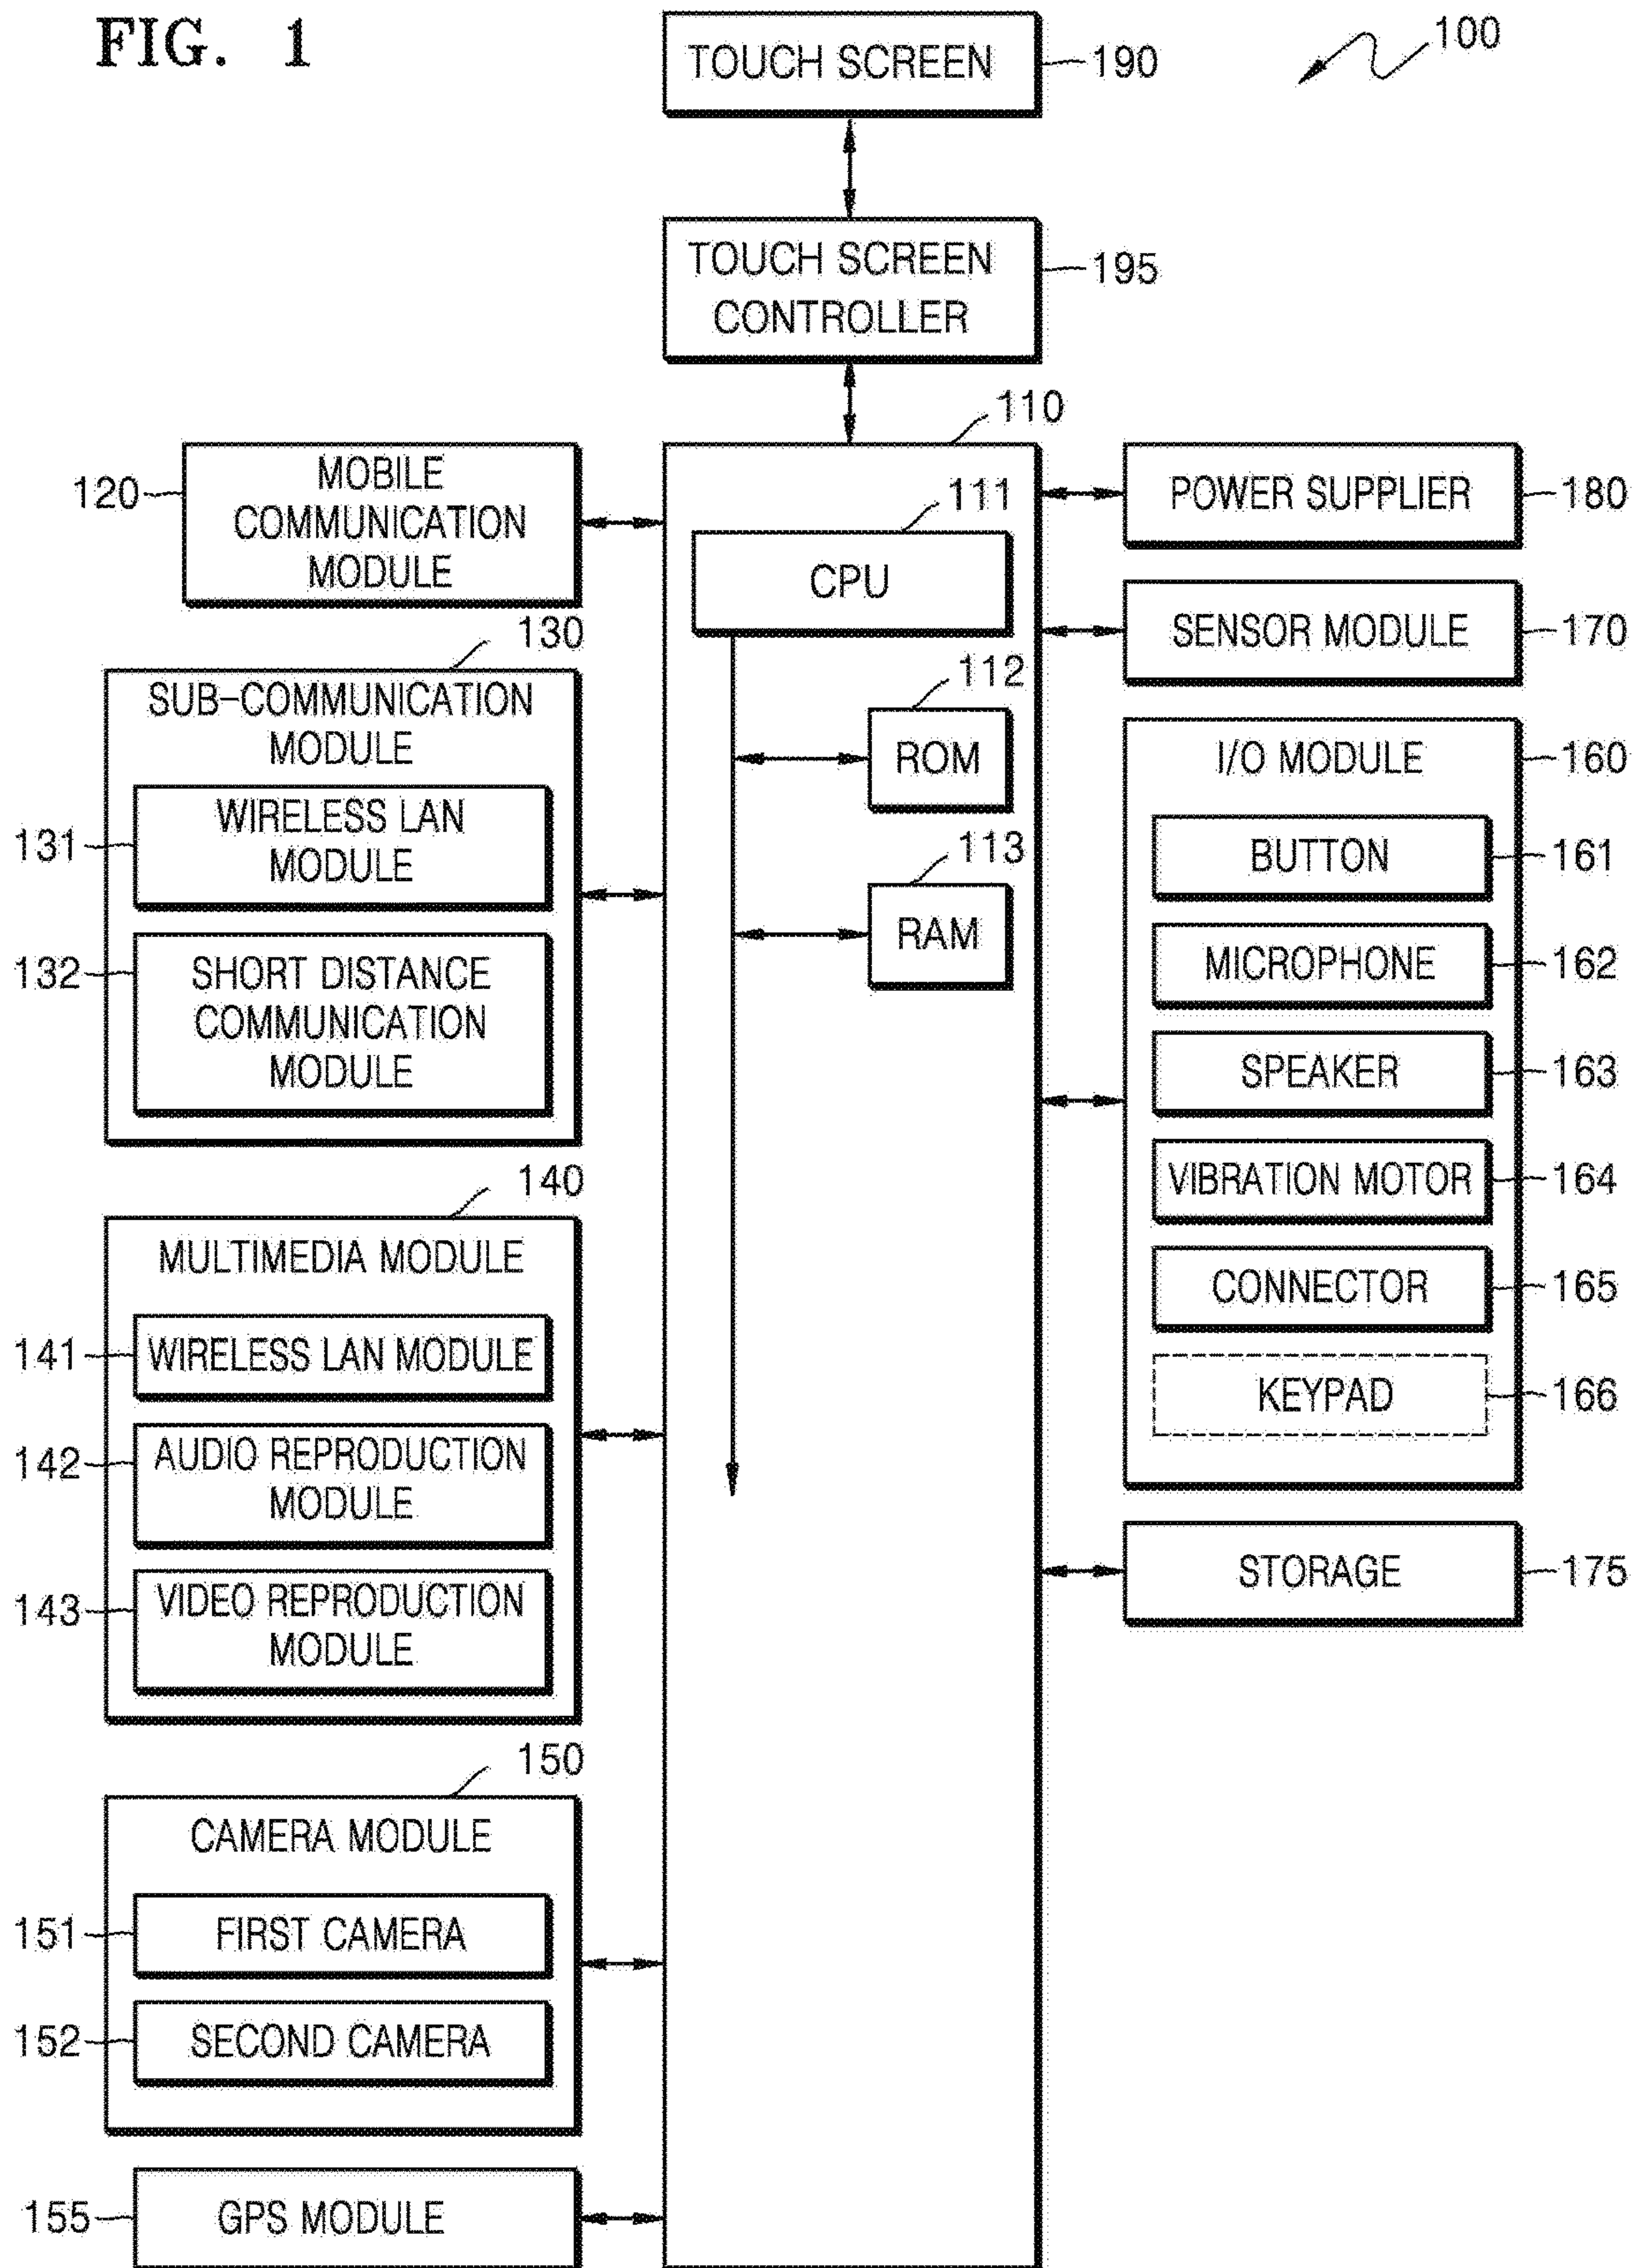 FIG. 1
100
TOUCH SCREEN
190
TOUCH SCREEN
CONTROLLER
195
110
120
MOBILE
COMMUNICATION
MODULE
130
SUB-COMMUNICATION
MODULE
131
WIRELESS LAN
MODULE
132
SHORT DISTANCE
COMMUNICATION
MODULE
140
MULTIMEDIA MODULE
141
WIRELESS LAN MODULE
142
AUDIO REPRODUCTION
MODULE
143
VIDEO REPRODUCTION
MODULE
150
CAMERA MODULE
151
FIRST CAMERA
152
SECOND CAMERA
155
GPS MODULE
111
CPU
112
ROM
113
RAM
POWER SUPPLIER
180
SENSOR MODULE
170
I/O MODULE
160
BUTTON
161
MICROPHONE
162
SPEAKER
163
VIBRATION MOTOR
164
CONNECTOR
165
KEYPAD
166
STORAGE
175